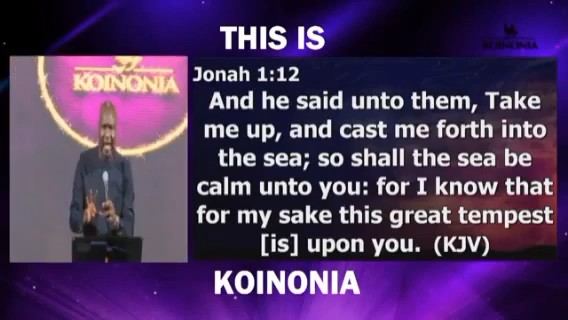 THIS IS
KOINONIA
KOINONIA
Jonah 1:12
And he said unto them, Take
me up, and cast me forth into
the sea; so shall the sea be
calm unto you: for I know that
for my sake this great tempest
[is] upon you. (KJV)
KOINONIA